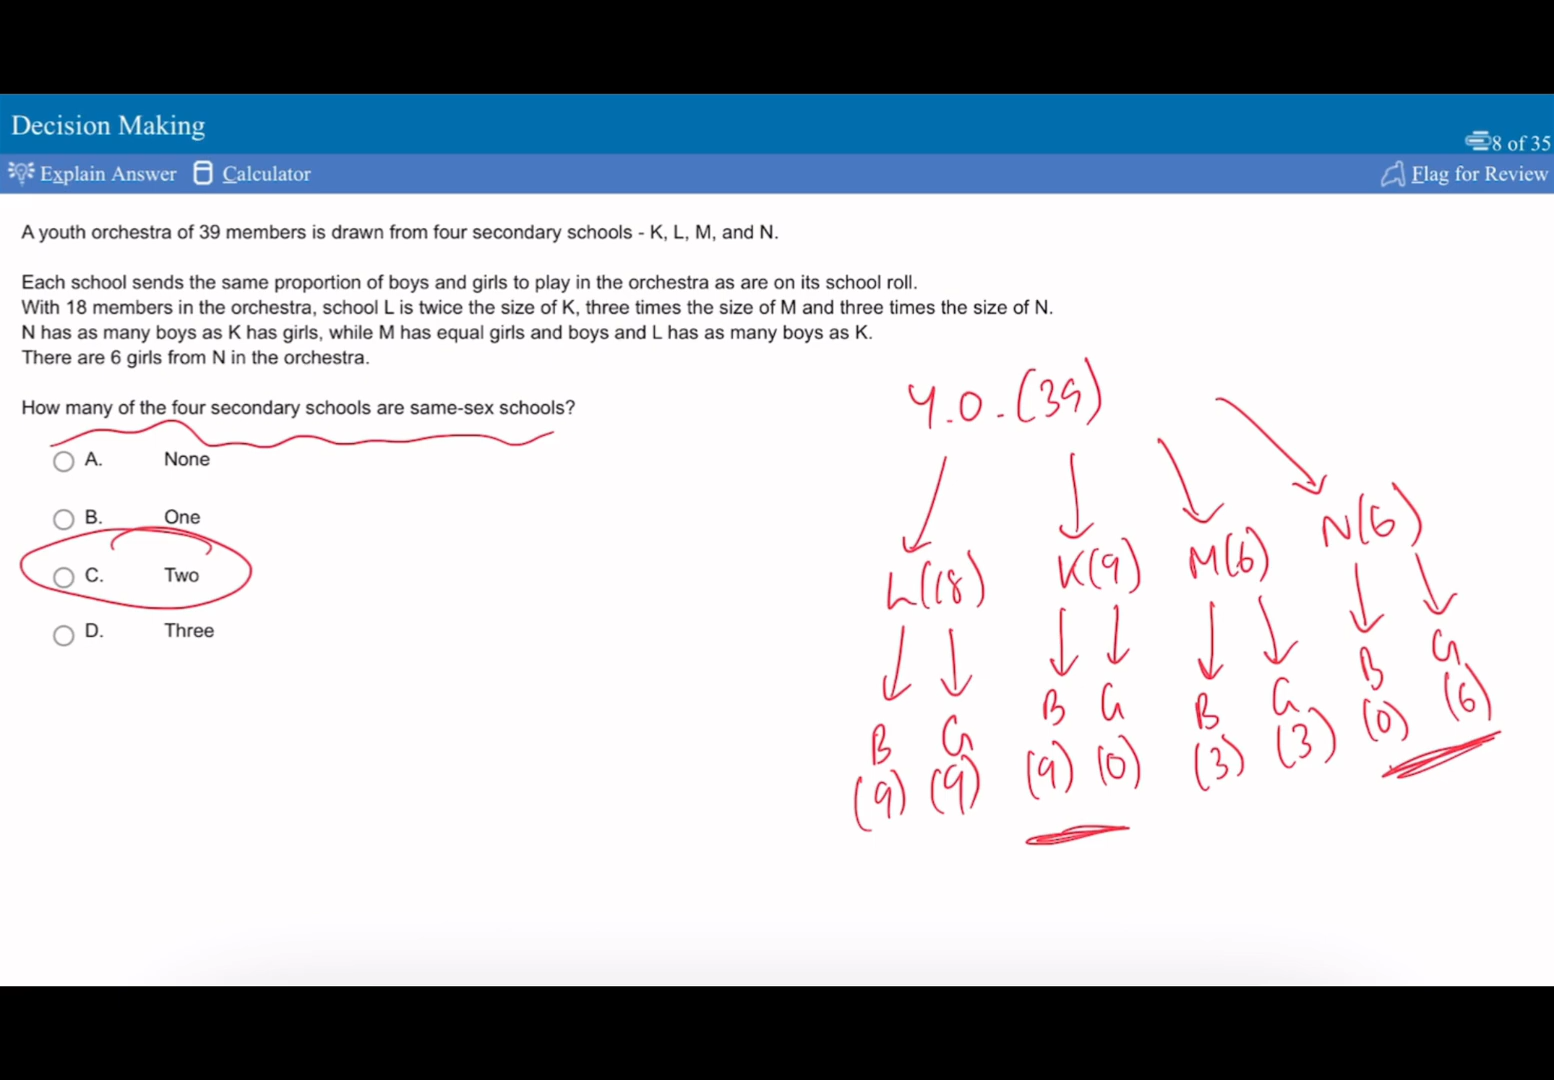 Decision Making
8 of 35
Explain Answer Calculator Flag for Review
A youth orchestra of 39 members is drawn from four secondary schools - K, L, M, and N.
Each school sends the same proportion of boys and girls to play in the orchestra as are on its school roll.
With 18 members in the orchestra, school L is twice the size of K, three times the size of M and three times the size of N.
N has as many boys as K has girls, while M has equal girls and boys and L has as many boys as K.
There are 6 girls from N in the orchestra.
How many of the four secondary schools are same-sex schools?
A. None
B. One
C. Two
D. Three
Y.O. (39)
L(18) K(9) M(6) N(6)
B G B G B G B G
(9) (9) (9) (0) (3) (3) (0) (6)